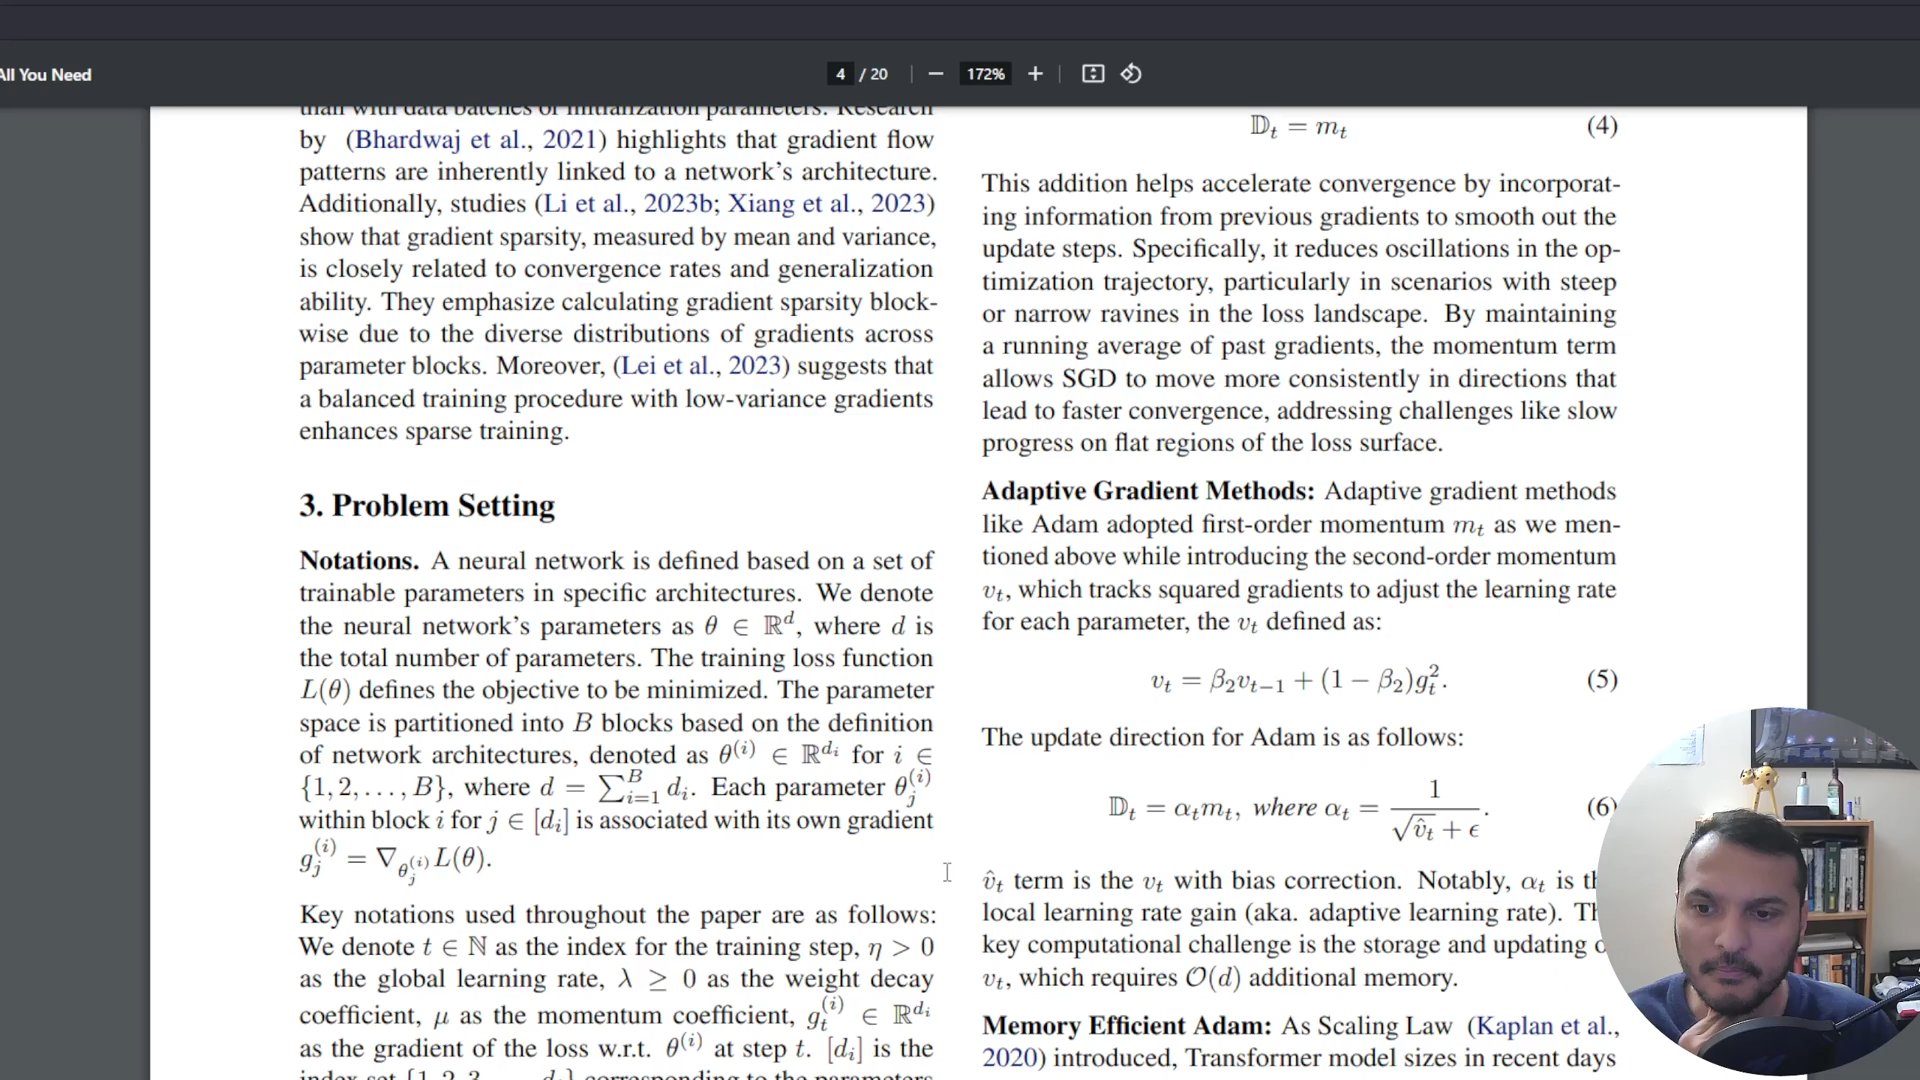 All You Need
4 / 20
172%
than with data batches or initialization parameters. Research
by (Bhardwaj et al., 2021) highlights that gradient flow
patterns are inherently linked to a network's architecture.
Additionally, studies (Li et al., 2023b; Xiang et al., 2023)
show that gradient sparsity, measured by mean and variance,
is closely related to convergence rates and generalization
ability. They emphasize calculating gradient sparsity block-
wise due to the diverse distributions of gradients across
parameter blocks. Moreover, (Lei et al., 2023) suggests that
a balanced training procedure with low-variance gradients
enhances sparse training.
3. Problem Setting
Notations. A neural network is defined based on a set of
trainable parameters in specific architectures. We denote
the neural network's parameters as θ ∈ ℝ^d, where d is
the total number of parameters. The training loss function
L(θ) defines the objective to be minimized. The parameter
space is partitioned into B blocks based on the definition
of network architectures, denoted as θ^(i) ∈ ℝ^{d_i} for i ∈
{1, 2, . . . , B}, where d = ∑_{i=1}^B d_i. Each parameter θ_j^(i)
within block i for j ∈ [d_i] is associated with its own gradient
g_j^(i) = ∇_{θ_j^(i)} L(θ).
Key notations used throughout the paper are as follows:
We denote t ∈ ℕ as the index for the training step, η > 0
as the global learning rate, λ ≥ 0 as the weight decay
coefficient, μ as the momentum coefficient, g_t^(i) ∈ ℝ^{d_i}
as the gradient of the loss w.r.t. θ^(i) at step t. [d_i] is the
index set {1, 2, 3, . . . , d_i} corresponding to the parameters
𝔻_t = m_t (4)
This addition helps accelerate convergence by incorporat-
ing information from previous gradients to smooth out the
update steps. Specifically, it reduces oscillations in the op-
timization trajectory, particularly in scenarios with steep
or narrow ravines in the loss landscape. By maintaining
a running average of past gradients, the momentum term
allows SGD to move more consistently in directions that
lead to faster convergence, addressing challenges like slow
progress on flat regions of the loss surface.
Adaptive Gradient Methods: Adaptive gradient methods
like Adam adopted first-order momentum m_t as we men-
tioned above while introducing the second-order momentum
v_t, which tracks squared gradients to adjust the learning rate
for each parameter, the v_t defined as:
v_t = β_2 v_{t−1} + (1 − β_2)g_t^2. (5)
The update direction for Adam is as follows:
𝔻_t = α_t m_t, where α_t = 1 / (√v̂_t + ϵ). (6)
v̂_t term is the v_t with bias correction. Notably, α_t is th
local learning rate gain (aka. adaptive learning rate). Th
key computational challenge is the storage and updating o
v_t, which requires O(d) additional memory.
Memory Efficient Adam: As Scaling Law (Kaplan et al.,
2020) introduced, Transformer model sizes in recent days